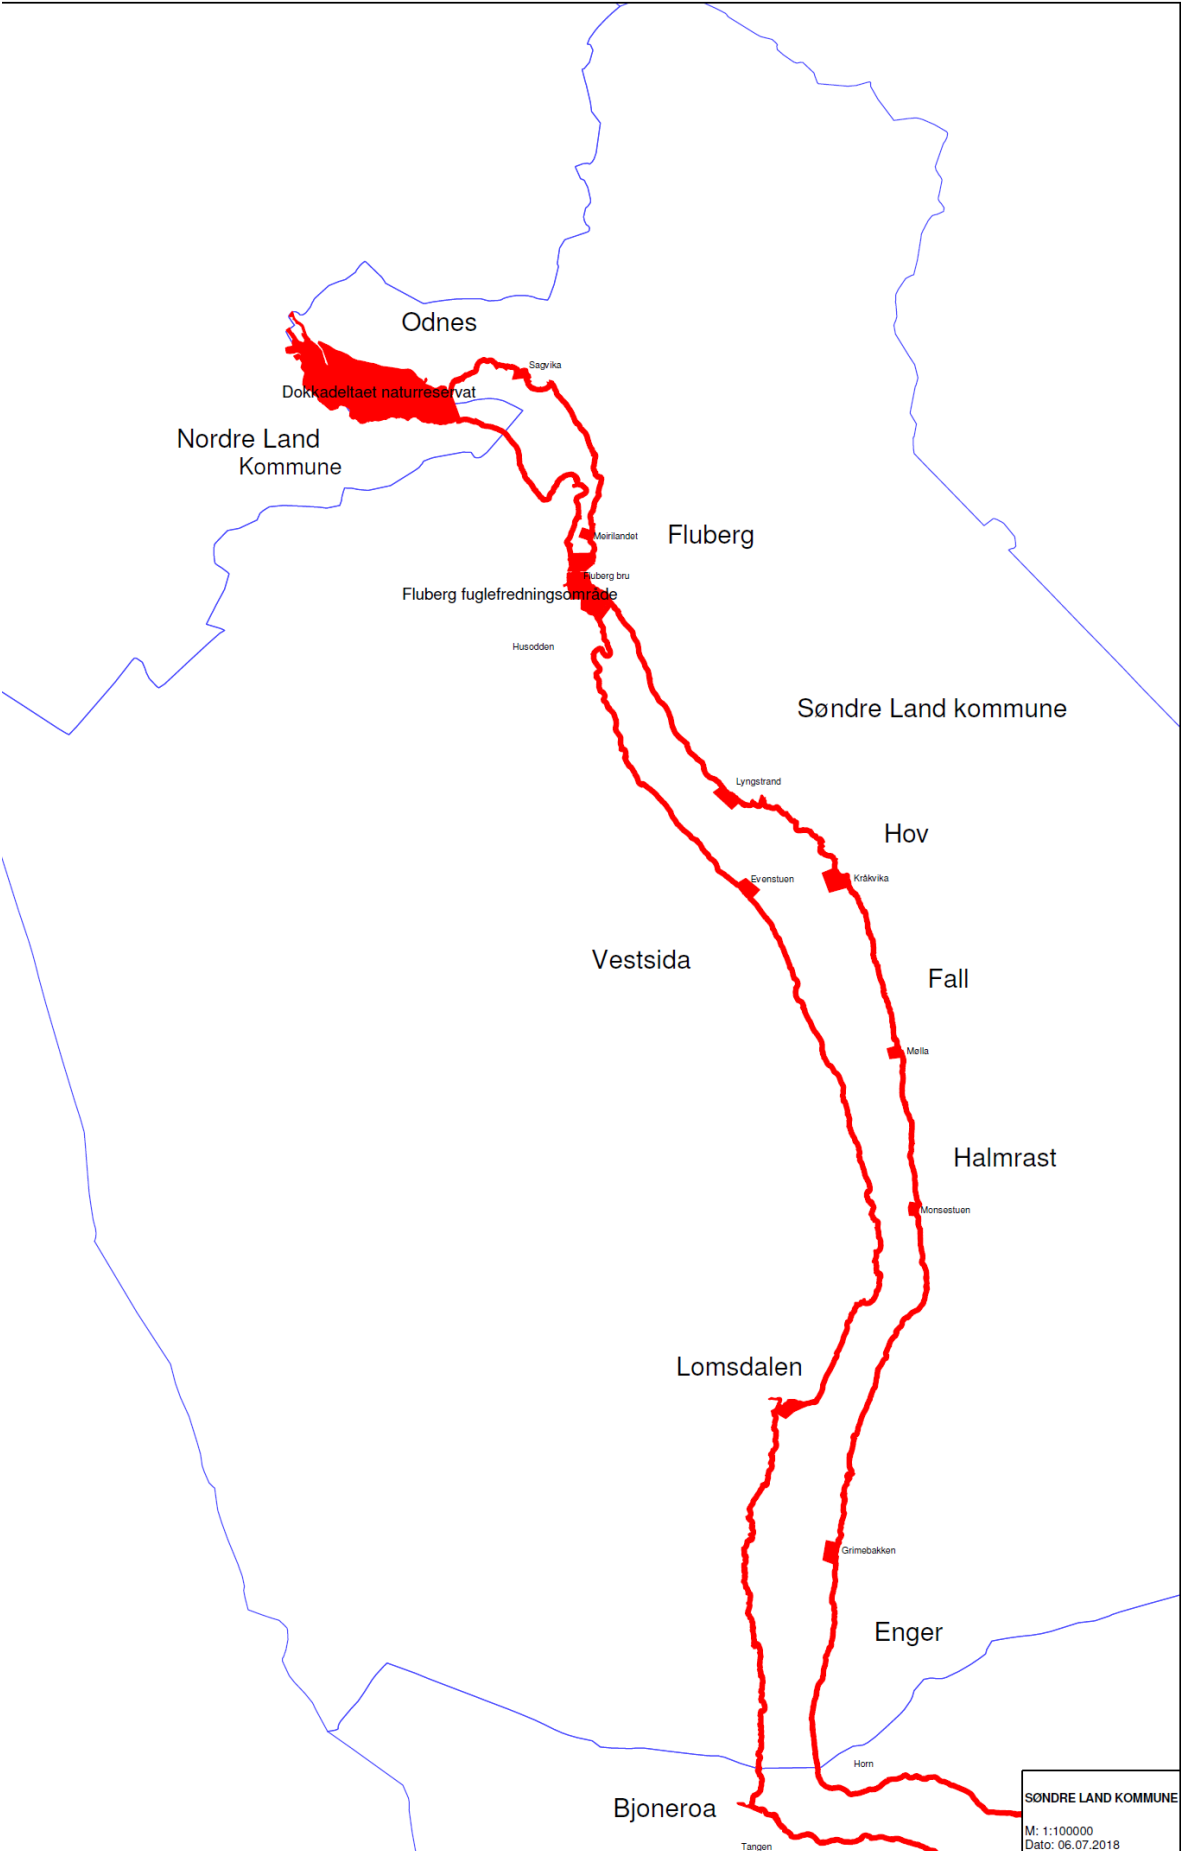 Odnes
Sagvika
Dokkadeltaet naturreservat
Nordre Land
Kommune
Fluberg
Meirilandet
Fluberg bru
Fluberg fuglefredningsområde
Husodden
Søndre Land kommune
Lyngstrand
Hov
Evenstuen
Kråkvika
Vestsida
Fall
Mølla
Halmrast
Monsestuen
Lomsdalen
Grimebakken
Enger
Horn
Bjoneroa
Tangen
SØNDRE LAND KOMMUNE
M: 1:100000
Dato: 06.07.2018